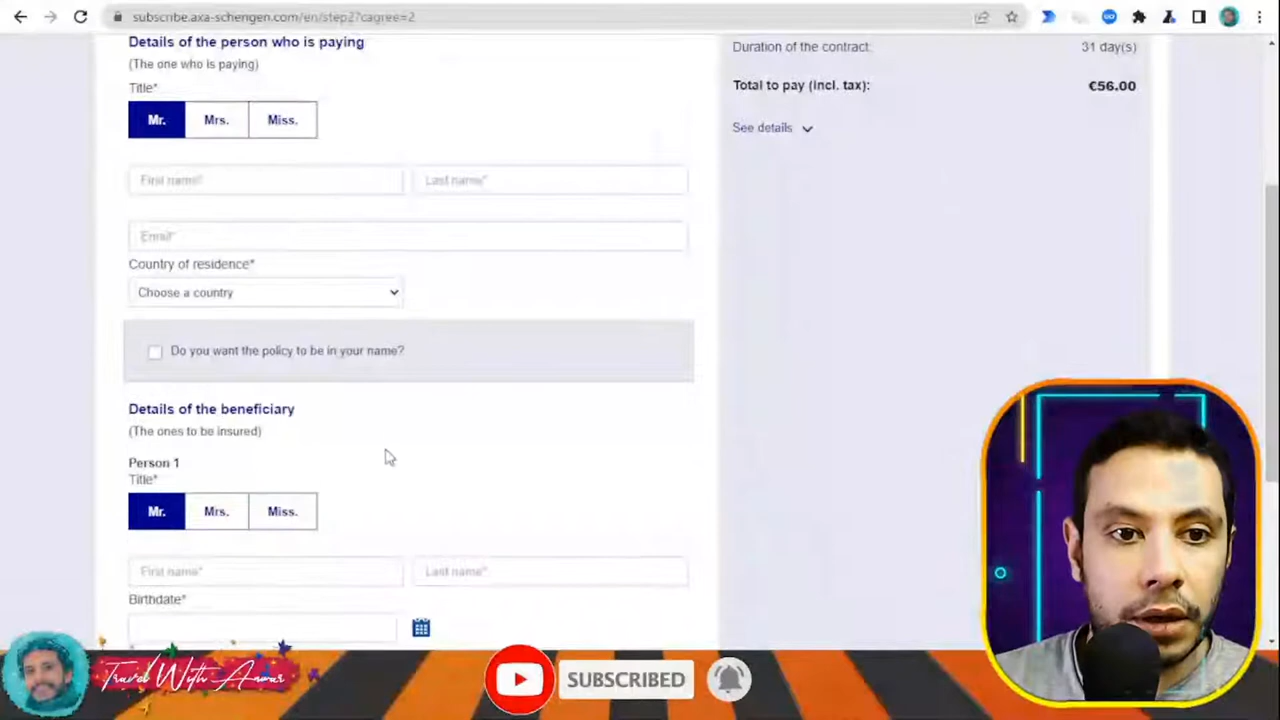 subscribe.axa-schengen.com/en/step2?cagree=2
Details of the person who is paying
(The one who is paying)
Title*
Mr. Mrs. Miss.
First name* Last name*
Email*
Country of residence*
Choose a country
Do you want the policy to be in your name?
Details of the beneficiary
(The ones to be insured)
Person 1
Title*
Mr. Mrs. Miss.
First name* Last name*
Birthdate*
Duration of the contract: 31 day(s)
Total to pay (incl. tax): €56.00
See details
Travel With Anwar
SUBSCRIBED